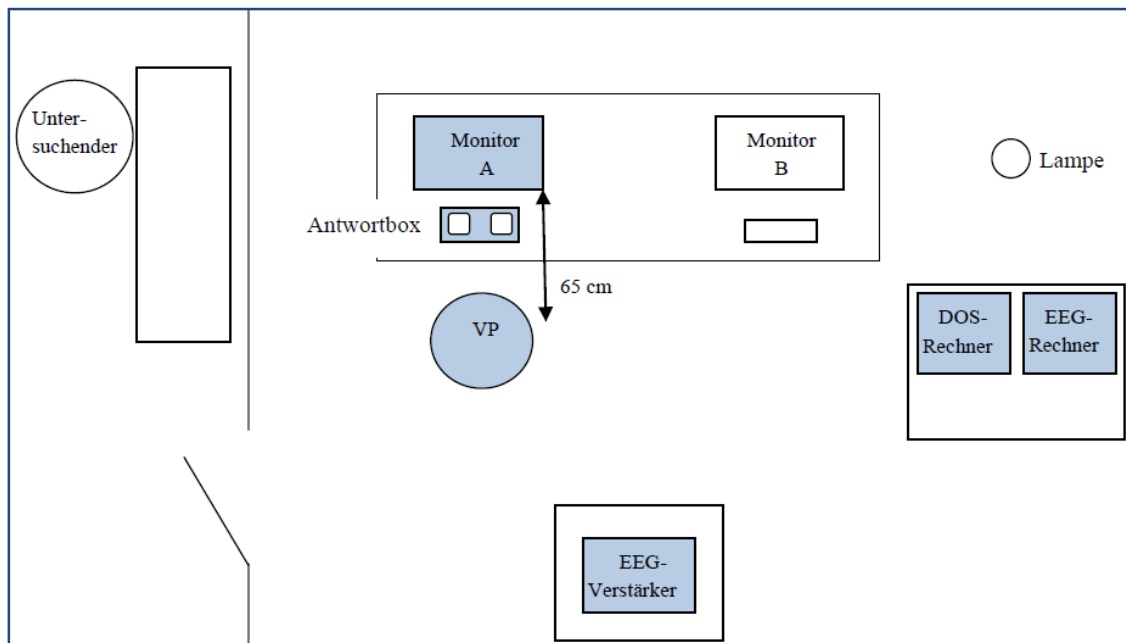 Unter-
suchender
Monitor
A
Monitor
B
Lampe
Antwortbox
65 cm
VP
DOS-
Rechner
EEG-
Rechner
EEG-
Verstärker